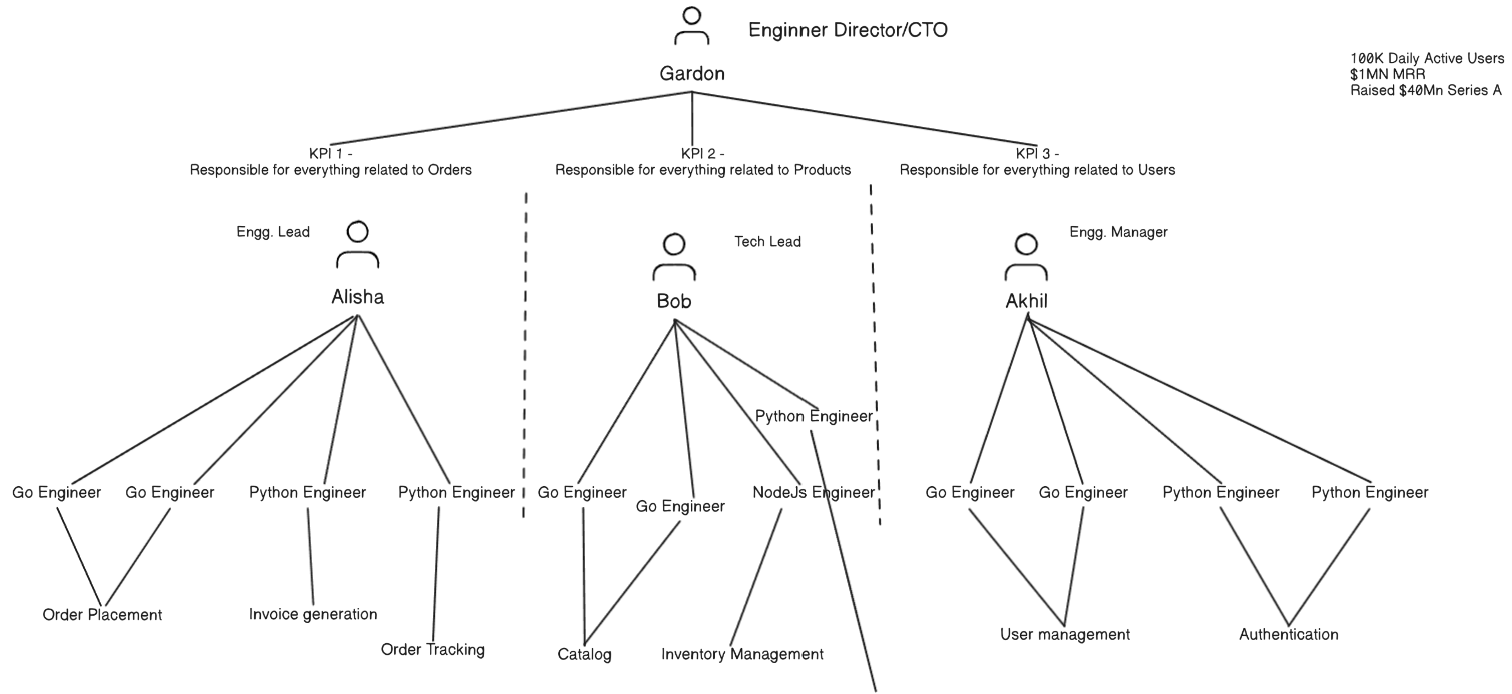 Enginner Director/CTO
Gardon
100K Daily Active Users
$1MN MRR
Raised $40Mn Series A
KPI 1 -
Responsible for everything related to Orders
KPI 2 -
Responsible for everything related to Products
KPI 3 -
Responsible for everything related to Users
Engg. Lead
Alisha
Tech Lead
Bob
Engg. Manager
Akhil
Go Engineer
Go Engineer
Python Engineer
Python Engineer
Go Engineer
Go Engineer
NodeJs Engineer
Python Engineer
Go Engineer
Go Engineer
Python Engineer
Python Engineer
Order Placement
Invoice generation
Order Tracking
Catalog
Inventory Management
User management
Authentication